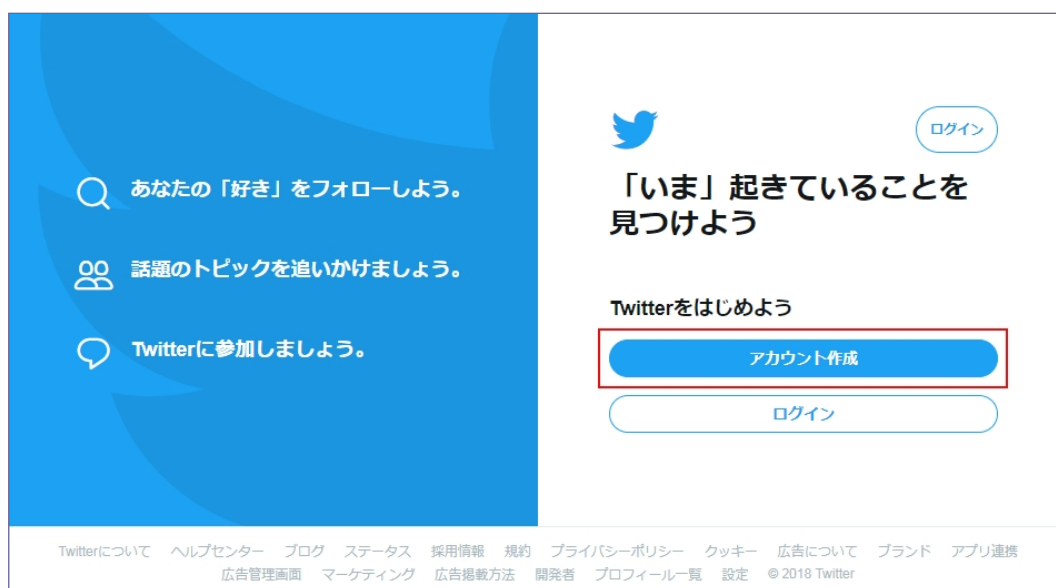 あなたの「好き」をフォローしよう。
話題のトピックを追いかけましょう。
Twitterに参加しましょう。
ログイン
「いま」起きていることを
見つけよう
Twitterをはじめよう
アカウント作成
ログイン
Twitterについて ヘルプセンター ブログ ステータス 採用情報 規約 プライバシーポリシー クッキー 広告について ブランド アプリ連携
広告管理画面 マーケティング 広告掲載方法 開発者 プロフィール一覧 設定 © 2018 Twitter